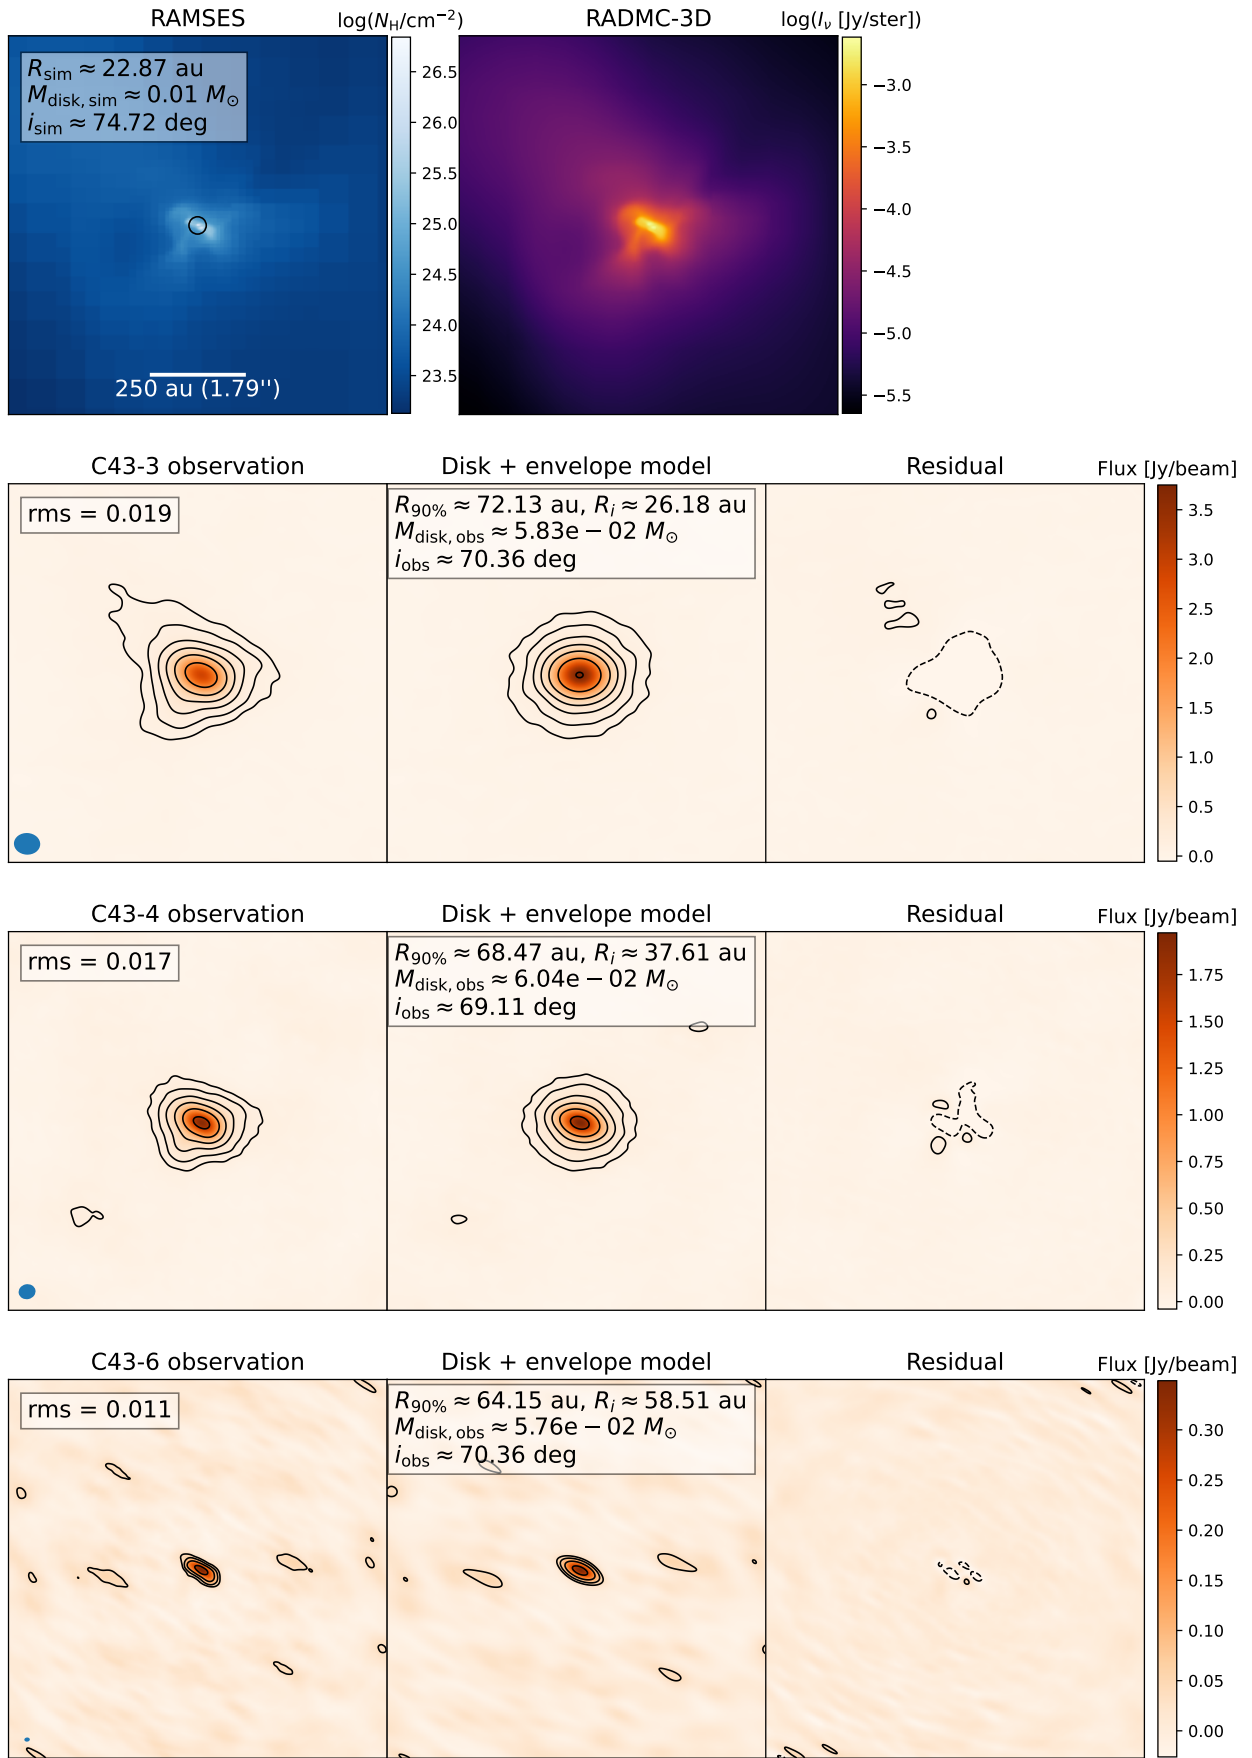 RAMSES
log(N_H/cm⁻²)
RADMC-3D
log(I_ν [Jy/ster])
R_sim ≈ 22.87 au
M_disk, sim ≈ 0.01 M_⊙
i_sim ≈ 74.72 deg
250 au (1.79'')
26.5
26.0
25.5
25.0
24.5
24.0
23.5
−3.0
−3.5
−4.0
−4.5
−5.0
−5.5
C43-3 observation
Disk + envelope model
Residual
Flux [Jy/beam]
rms = 0.019
R_90% ≈ 72.13 au, R_i ≈ 26.18 au
M_disk, obs ≈ 5.83e − 02 M_⊙
i_obs ≈ 70.36 deg
3.5
3.0
2.5
2.0
1.5
1.0
0.5
0.0
C43-4 observation
Disk + envelope model
Residual
Flux [Jy/beam]
rms = 0.017
R_90% ≈ 68.47 au, R_i ≈ 37.61 au
M_disk, obs ≈ 6.04e − 02 M_⊙
i_obs ≈ 69.11 deg
1.75
1.50
1.25
1.00
0.75
0.50
0.25
0.00
C43-6 observation
Disk + envelope model
Residual
Flux [Jy/beam]
rms = 0.011
R_90% ≈ 64.15 au, R_i ≈ 58.51 au
M_disk, obs ≈ 5.76e − 02 M_⊙
i_obs ≈ 70.36 deg
0.30
0.25
0.20
0.15
0.10
0.05
0.00